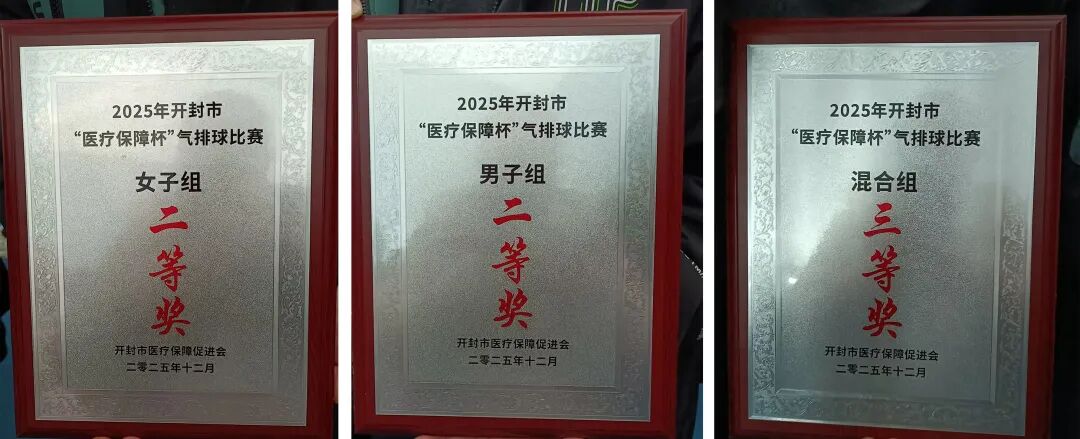 2025年开封市
“医疗保障杯”气排球比赛
女子组
二等奖
开封市医疗保障促进会
二零二五年十二月
2025年开封市
“医疗保障杯”气排球比赛
男子组
二等奖
开封市医疗保障促进会
二零二五年十二月
2025年开封市
“医疗保障杯”气排球比赛
混合组
三等奖
开封市医疗保障促进会
二零二五年十二月